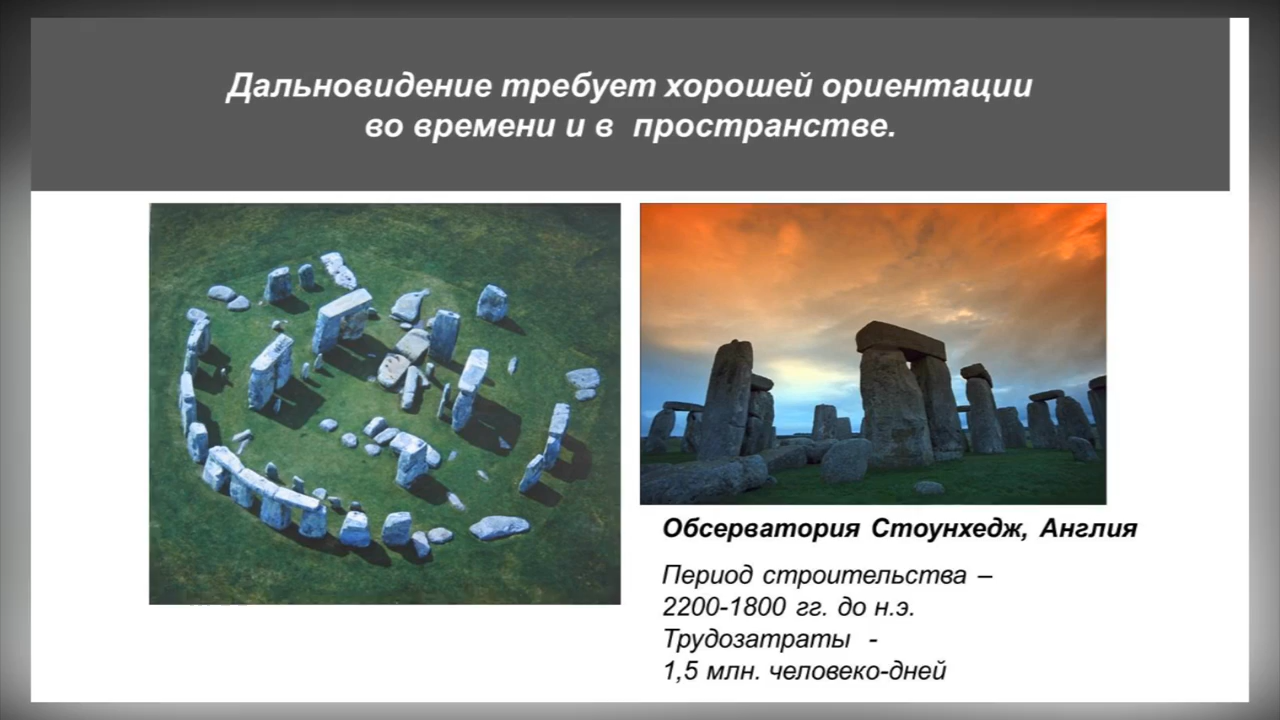 Дальновидение требует хорошей ориентации
во времени и в пространстве.
Обсерватория Стоунхедж, Англия
Период строительства –
2200-1800 гг. до н.э.
Трудозатраты -
1,5 млн. человеко-дней